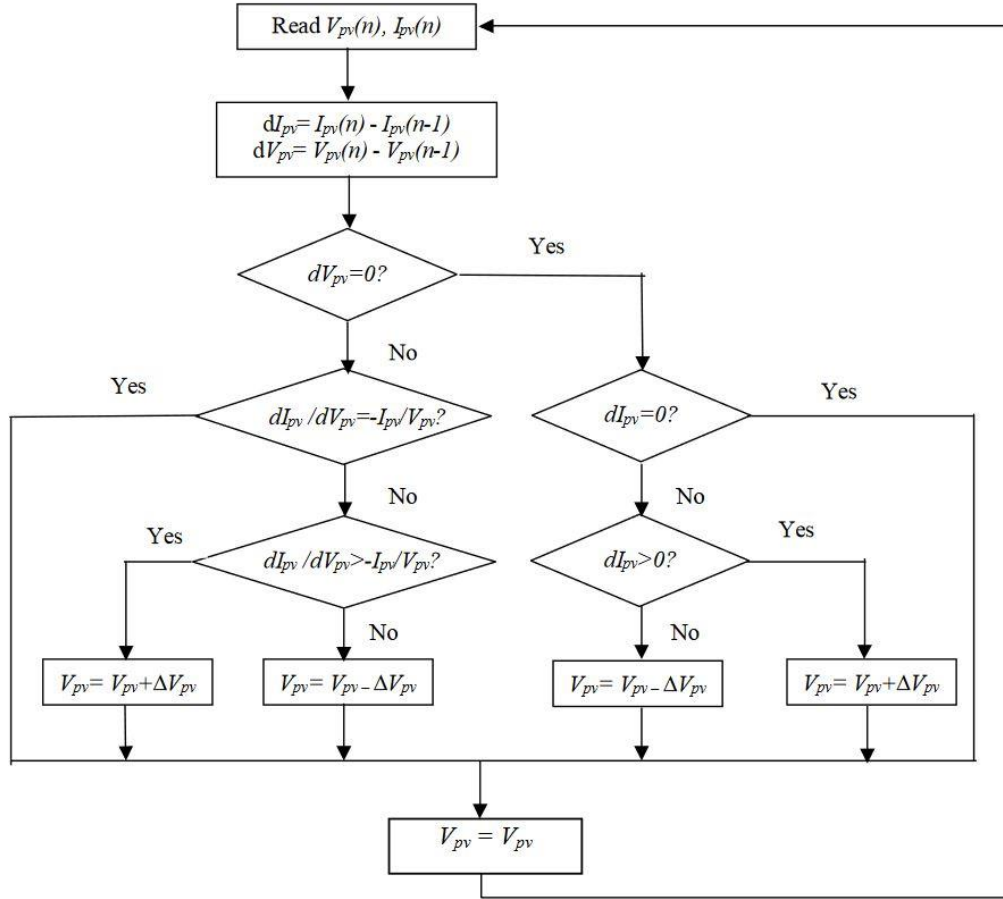 Read Vpv(n), Ipv(n)
dIpv= Ipv(n) - Ipv(n-1)
dVpv= Vpv(n) - Vpv(n-1)
Yes
dVpv=0?
No
Yes
Yes
dIpv /dVpv=-Ipv/Vpv?
dIpv=0?
No
No
Yes
Yes
dIpv /dVpv>-Ipv/Vpv?
dIpv>0?
No
No
Vpv= Vpv+ΔVpv
Vpv= Vpv– ΔVpv
Vpv= Vpv– ΔVpv
Vpv= Vpv+ΔVpv
Vpv = Vpv